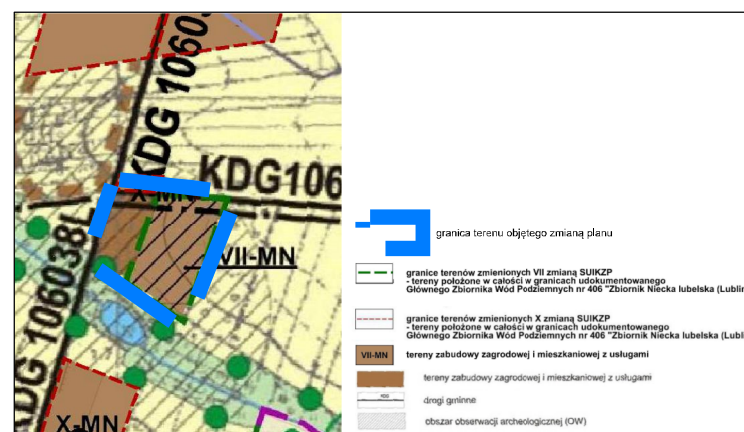 KDG 10603
KDG106
X-MN
VII-MN
KDG 106038L
X-MN
granica terenu objętego zmianą planu
granice terenów zmienionych VII zmianą SUIKZP
- tereny położone w całości w granicach udokumentowanego
Głównego Zbiornika Wód Podziemnych nr 406 "Zbiornik Niecka lubelska (Lublin
granice terenów zmienionych X zmianą SUIKZP
- tereny położone w całości w granicach udokumentowanego
Głównego Zbiornika Wód Podziemnych nr 406 "Zbiornik Niecka lubelska (Lubli
VII-MN
tereny zabudowy zagrodowej i mieszkaniowej z usługami
tereny zabudowy zagrodowej i mieszkaniowej z usługami
drogi gminne
obszar obserwacji archeologicznej (OW)